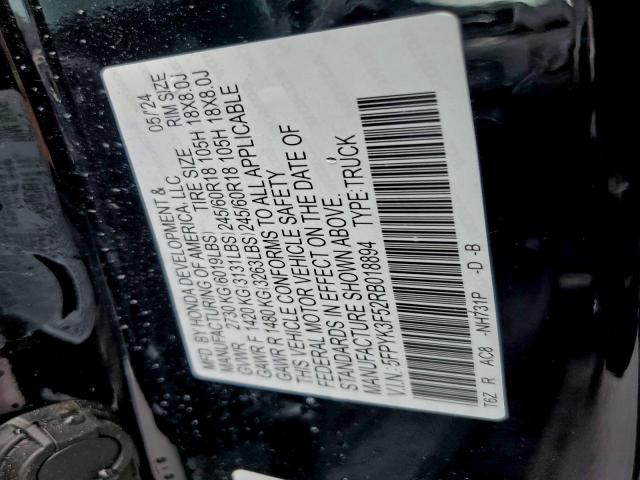 MFD. BY HONDA DEVELOPMENT &
MANUFACTURING OF AMERICA, LLC 06/24
GVWR 2730 KG(6019LBS) TIRE SIZE RIM SIZE
GAWR F 1420 KG(3131LBS) 245/60R18 105H 18X8.0J
GAWR R 1480 KG(3263LBS) 245/60R18 105H 18X8.0J
THIS VEHICLE CONFORMS TO ALL APPLICABLE
FEDERAL MOTOR VEHICLE SAFETY
STANDARDS IN EFFECT ON THE DATE OF
MANUFACTURE SHOWN ABOVE.
V.I.N.: 5FPYK3F52RB018894 TYPE:TRUCK
T6Z R AC8 -NH731P -D -B